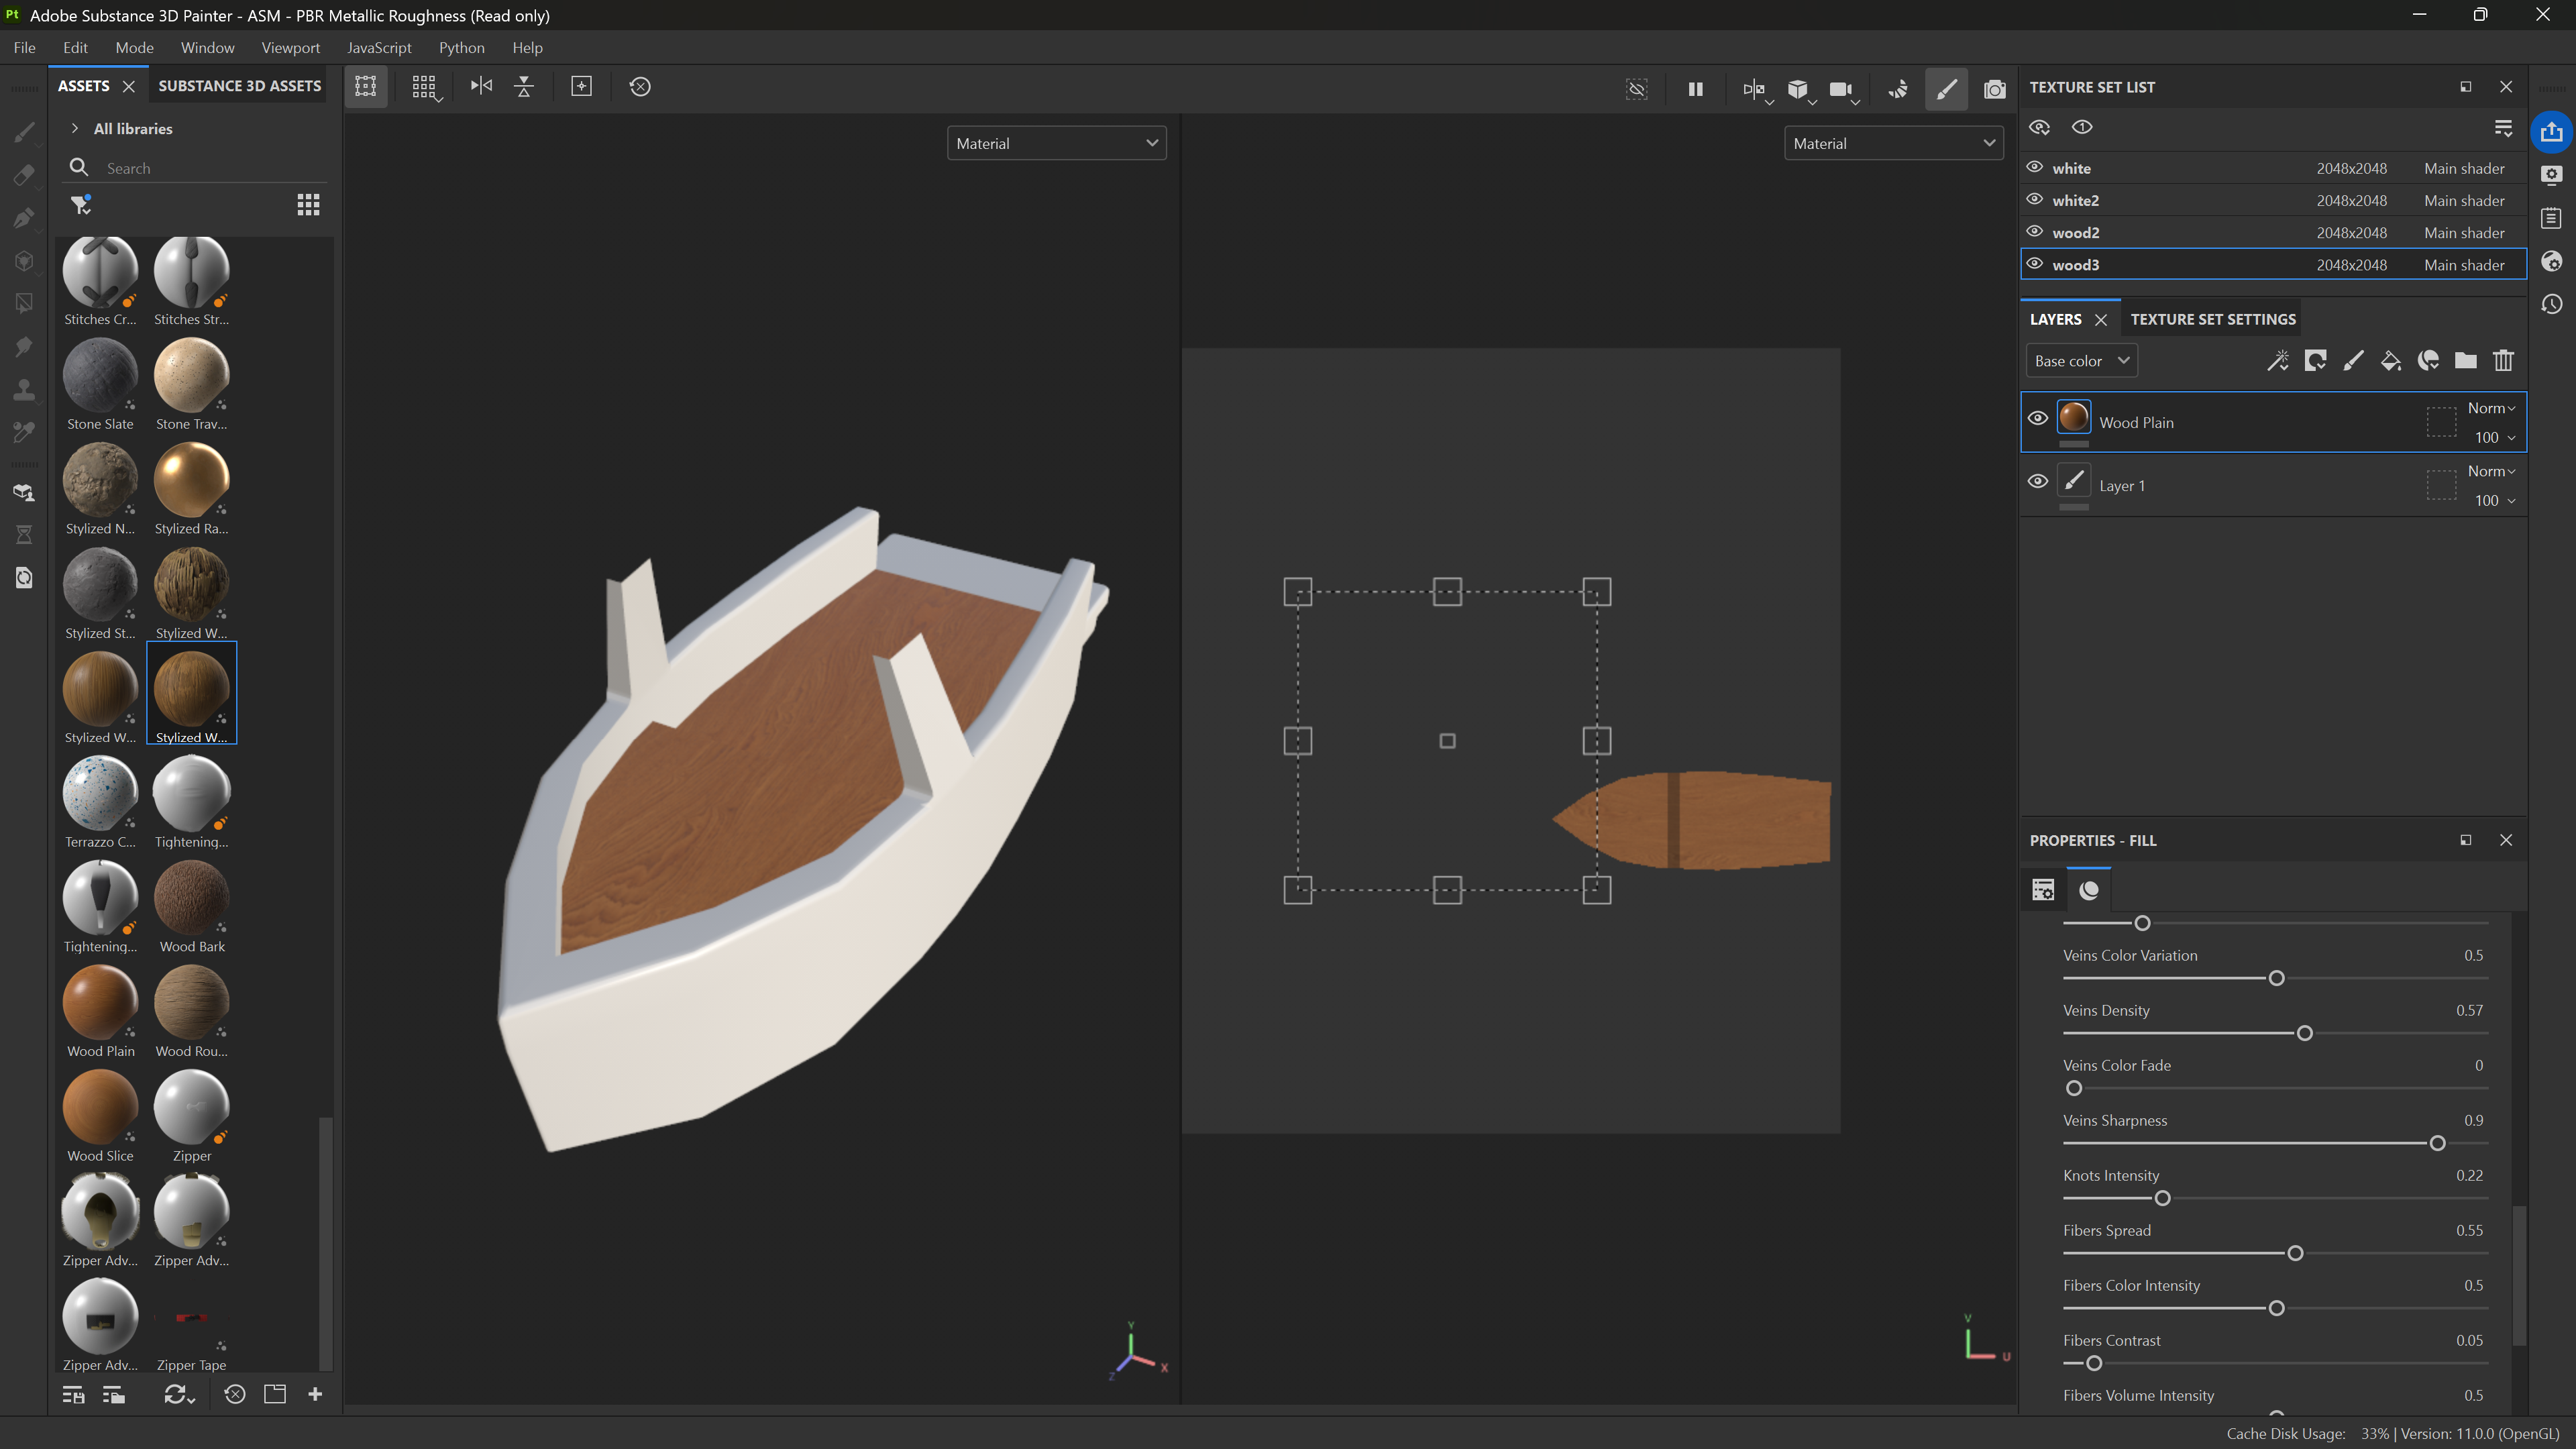 Pt Adobe Substance 3D Painter - ASM - PBR Metallic Roughness (Read only)
File Edit Mode Window Viewport JavaScript Python Help
ASSETS SUBSTANCE 3D ASSETS
All libraries
Search
Stitches Cr... Stitches Str...
Stone Slate Stone Trav...
Stylized N... Stylized Ra...
Stylized St... Stylized W...
Stylized W... Stylized W...
Terrazzo C... Tightening...
Tightening... Wood Bark
Wood Plain Wood Rou...
Wood Slice Zipper
Zipper Adv... Zipper Adv...
Zipper Adv... Zipper Tape
Material
Y
X
Z
Material
V
U
TEXTURE SET LIST
1
white 2048x2048 Main shader
white2 2048x2048 Main shader
wood2 2048x2048 Main shader
wood3 2048x2048 Main shader
LAYERS TEXTURE SET SETTINGS
Base color
Wood Plain Norm 100
Layer 1 Norm 100
PROPERTIES - FILL
Veins Color Variation 0.5
Veins Density 0.57
Veins Color Fade 0
Veins Sharpness 0.9
Knots Intensity 0.22
Fibers Spread 0.55
Fibers Color Intensity 0.5
Fibers Contrast 0.05
Fibers Volume Intensity 0.5
Cache Disk Usage: 33% | Version: 11.0.0 (OpenGL)